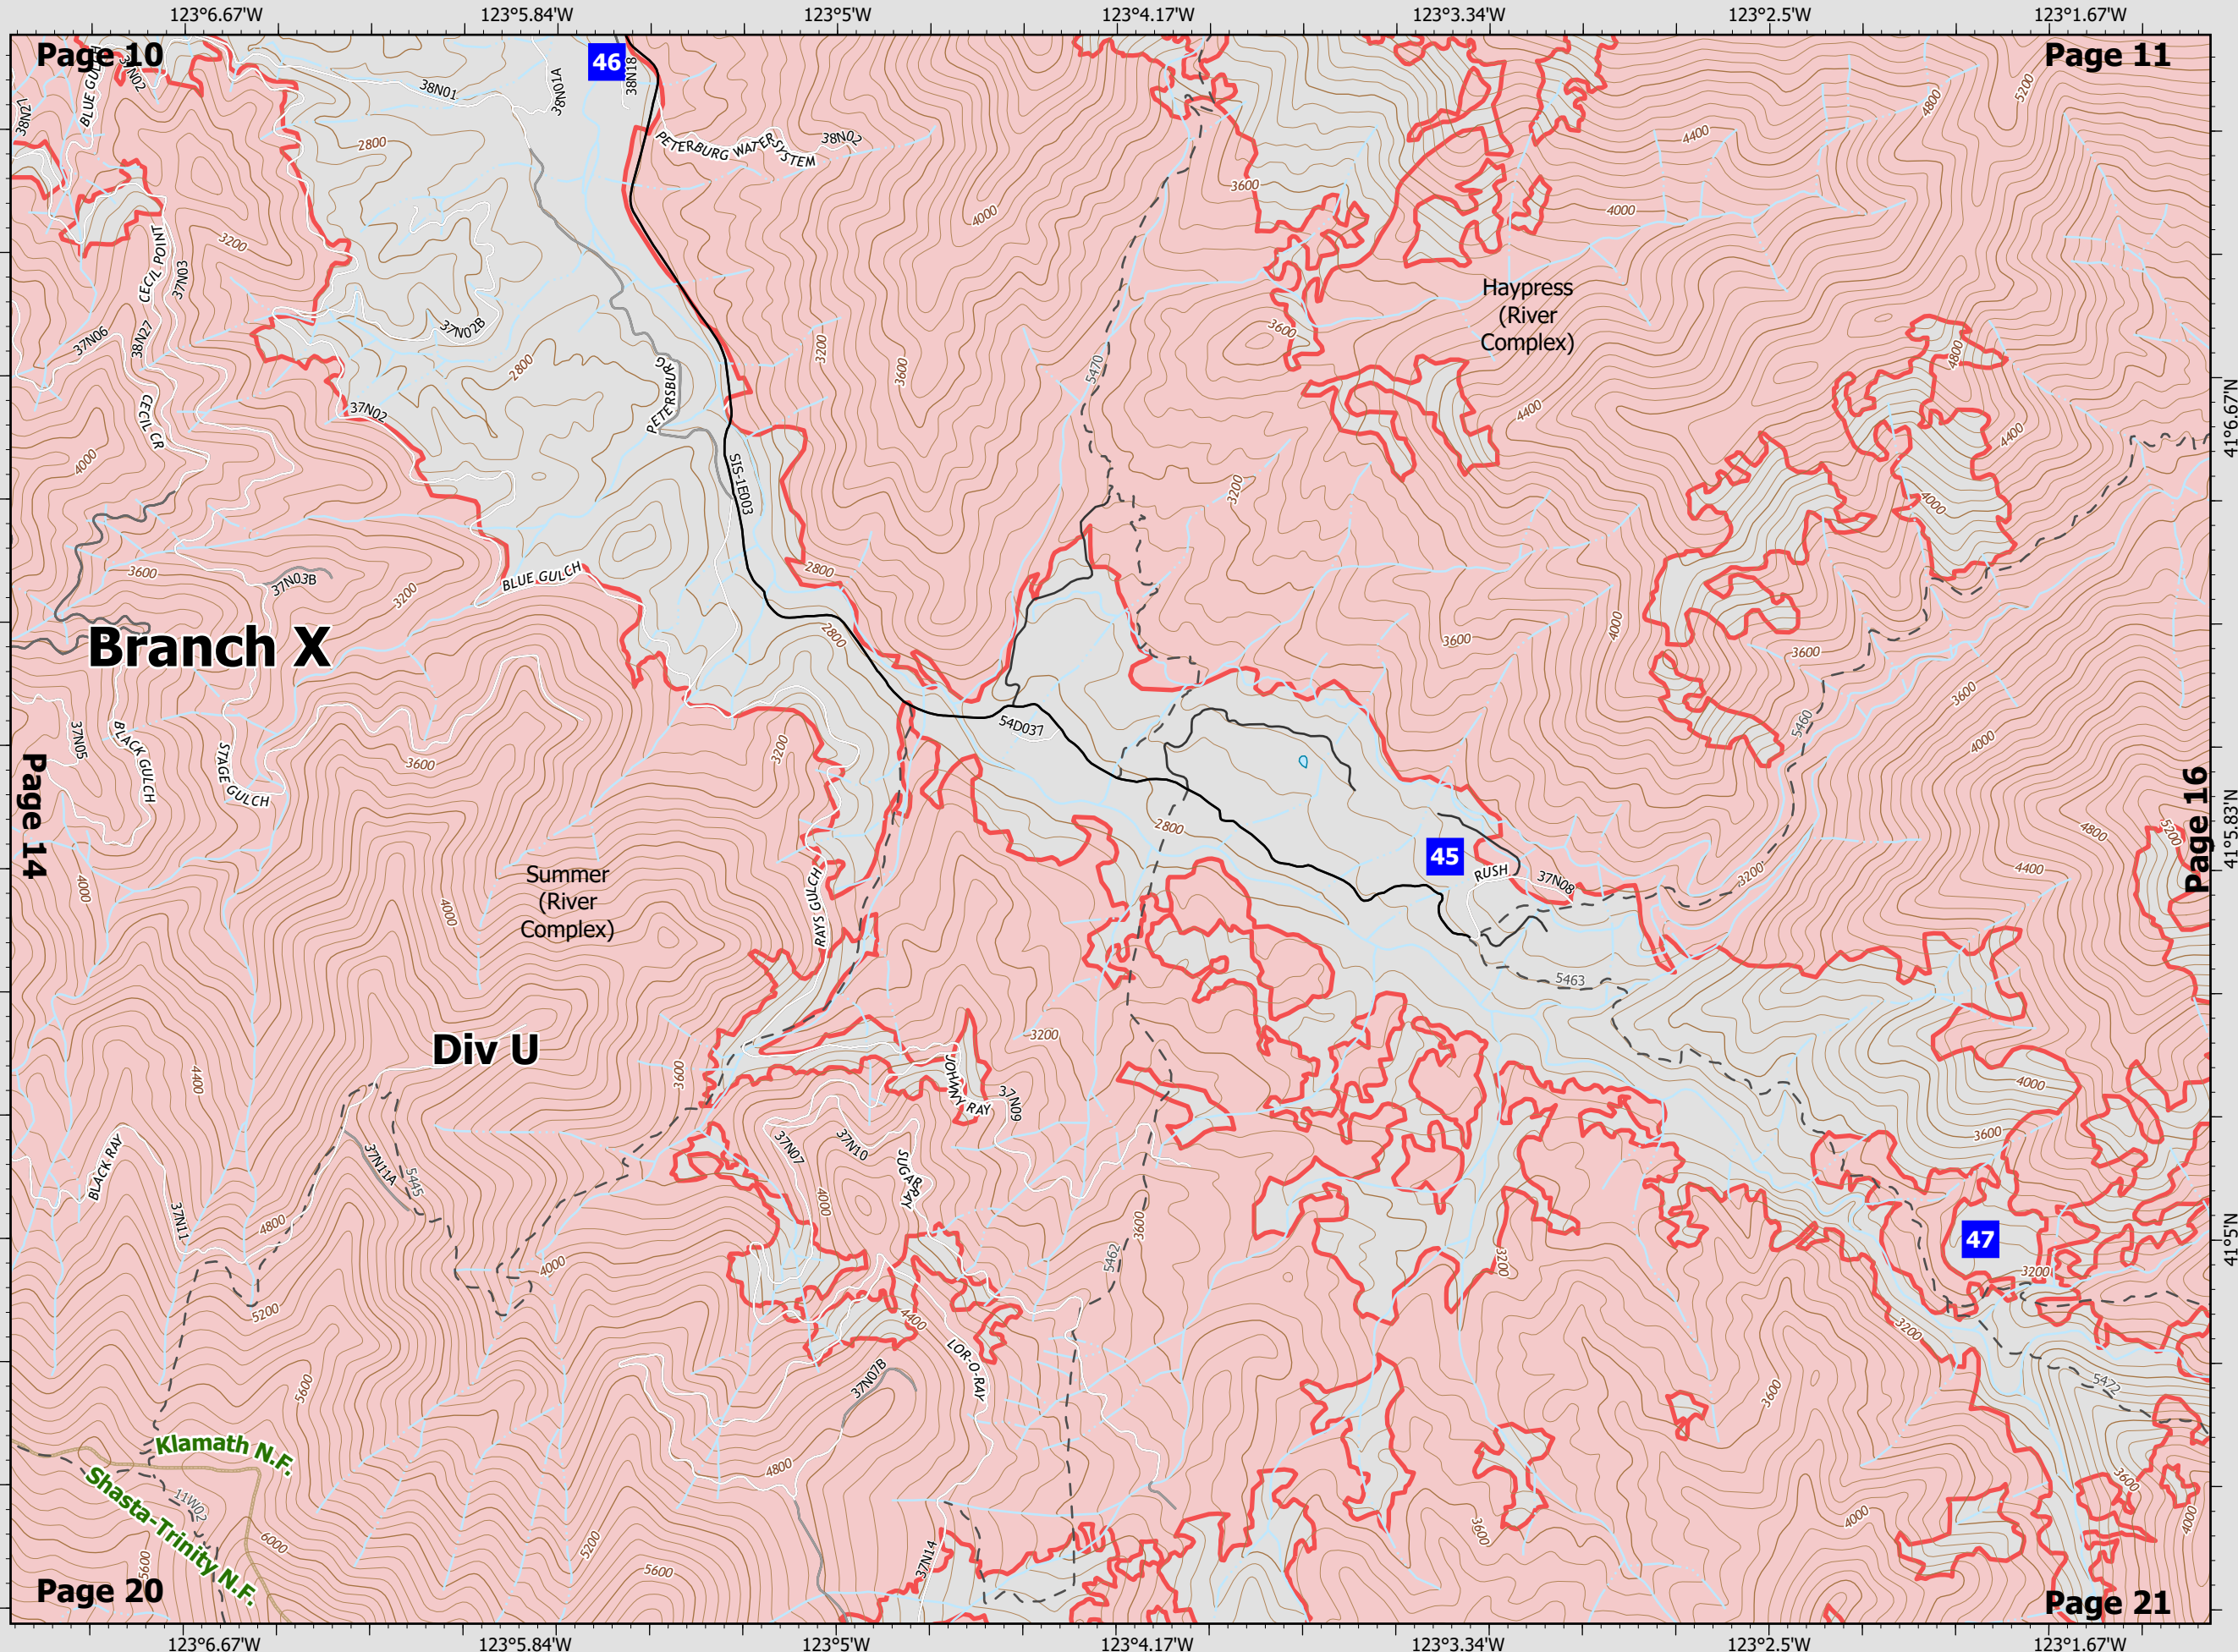 123°6.67'W
123°5.84'W
123°5'W
123°4.17'W
123°3.34'W
123°2.5'W
123°1.67'W
Page 10
46
Page 11
BLUE GULCH
37N02
38N21
38N01
38N01A
38N18
PETERBURG WATER SYSTEM
38N02
2800
4400
4800
5200
3600
4000
4000
3200
CECIL POINT
37N03
37N06
38N27
37N02B
Haypress
(River
Complex)
3600
2800
3200
3600
5470
PETERSBURG
37N02
CECIL CR
4000
SIS-1E003
3200
4400
4800
4400
4000
41°6.67'N
3600
37N03B
3200
BLUE GULCH
2800
2800
Branch X
3600
4000
3600
3600
37N05
BLACK GULCH
STAGE GULCH
3600
3200
54D037
5460
4000
Page 14
Page 16
41°5.83'N
2800
45
RUSH
37N08
3200
4400
4800
5200
4000
4000
Summer
(River
Complex)
RAYS GULCH
5463
Div U
4400
3600
3200
JOHNNY RAY
37N09
4000
3600
BLACK RAY
37N11
37N11A
5445
37N07
37N10
SUGAR RAY
4000
3600
5462
4800
4000
5200
3200
47
3200
3200
41°5'N
4400
LOR-O-RAY
37N07B
5600
3600
5472
Klamath N.F.
Shasta-Trinity N.F.
11W02
4800
6000
5200
5600
5600
37N14
3600
4000
3600
4000
Page 20
Page 21
123°6.67'W
123°5.84'W
123°5'W
123°4.17'W
123°3.34'W
123°2.5'W
123°1.67'W